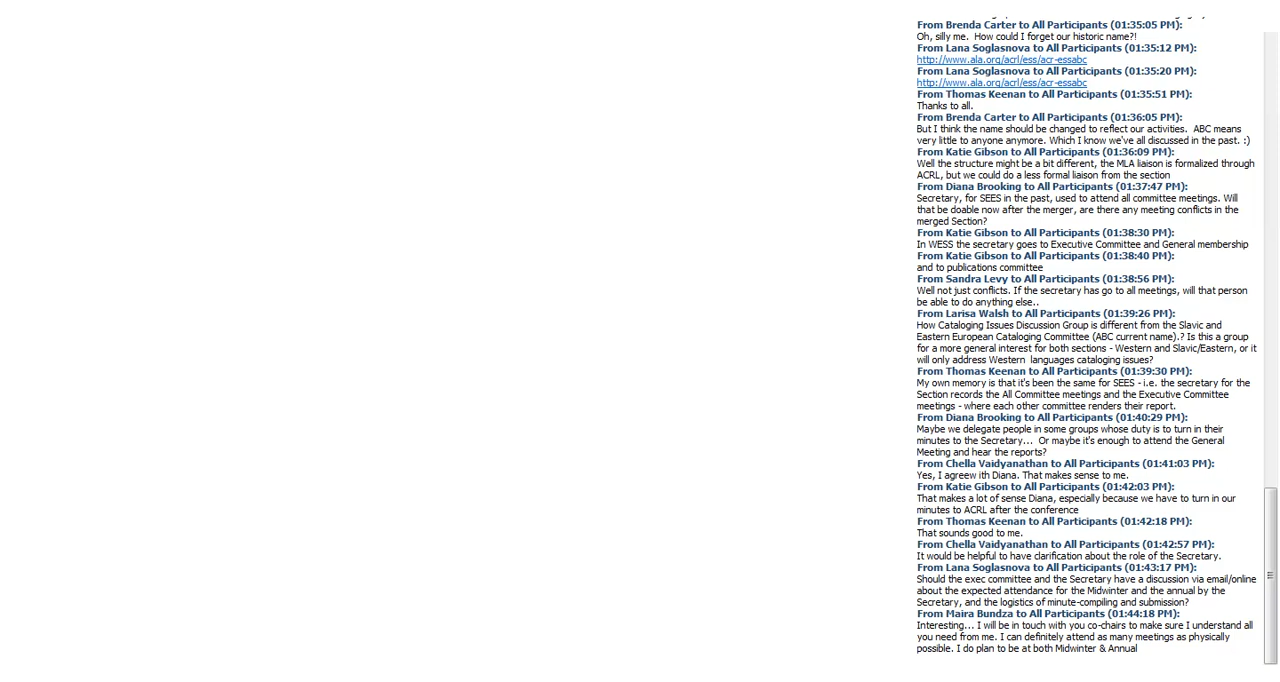 From Brenda Carter to All Participants (01:35:05 PM):
Oh, silly me.  How could I forget our historic name?!
From Lana Soglasnova to All Participants (01:35:12 PM):
http://www.ala.org/acrl/ess/acr-essabc
From Lana Soglasnova to All Participants (01:35:20 PM):
http://www.ala.org/acrl/ess/acr-essabc
From Thomas Keenan to All Participants (01:35:51 PM):
Thanks to all.
From Brenda Carter to All Participants (01:36:05 PM):
But I think the name should be changed to reflect our activities.  ABC means
very little to anyone anymore. Which I know we've all discussed in the past. :)
From Katie Gibson to All Participants (01:36:09 PM):
Well the structure might be a bit different, the MLA liaison is formalized through
ACRL, but we could do a less formal liaison from the section
From Diana Brooking to All Participants (01:37:47 PM):
Secretary, for SEES in the past, used to attend all committee meetings. Will
that be doable now after the merger, are there any meeting conflicts in the
merged Section?
From Katie Gibson to All Participants (01:38:30 PM):
In WESS the secretary goes to Executive Committee and General membership
From Katie Gibson to All Participants (01:38:40 PM):
and to publications committee
From Sandra Levy to All Participants (01:38:56 PM):
Well not just conflicts. If the secretary has go to all meetings, will that person
be able to do anything else..
From Larisa Walsh to All Participants (01:39:26 PM):
How Cataloging Issues Discussion Group is different from the Slavic and
Eastern European Cataloging Committee (ABC current name).? Is this a group
for a more general interest for both sections - Western and Slavic/Eastern, or it
will only address Western  languages cataloging issues?
From Thomas Keenan to All Participants (01:39:30 PM):
My own memory is that it's been the same for SEES - i.e. the secretary for the
Section records the All Committee meetings and the Executive Committee
meetings - where each other committee renders their report.
From Diana Brooking to All Participants (01:40:29 PM):
Maybe we delegate people in some groups whose duty is to turn in their
minutes to the Secretary...  Or maybe it's enough to attend the General
Meeting and hear the reports?
From Chella Vaidyanathan to All Participants (01:41:03 PM):
Yes, I agreew ith Diana. That makes sense to me.
From Katie Gibson to All Participants (01:42:03 PM):
That makes a lot of sense Diana, especially because we have to turn in our
minutes to ACRL after the conference
From Thomas Keenan to All Participants (01:42:18 PM):
That sounds good to me.
From Chella Vaidyanathan to All Participants (01:42:57 PM):
It would be helpful to have clarification about the role of the Secretary.
From Lana Soglasnova to All Participants (01:43:17 PM):
Should the exec committee and the Secretary have a discussion via email/online
about the expected attendance for the Midwinter and the annual by the
Secretary, and the logistics of minute-compiling and submission?
From Maira Bundza to All Participants (01:44:18 PM):
Interesting... I will be in touch with you co-chairs to make sure I understand all
you need from me. I can definitely attend as many meetings as physically
possible. I do plan to be at both Midwinter & Annual